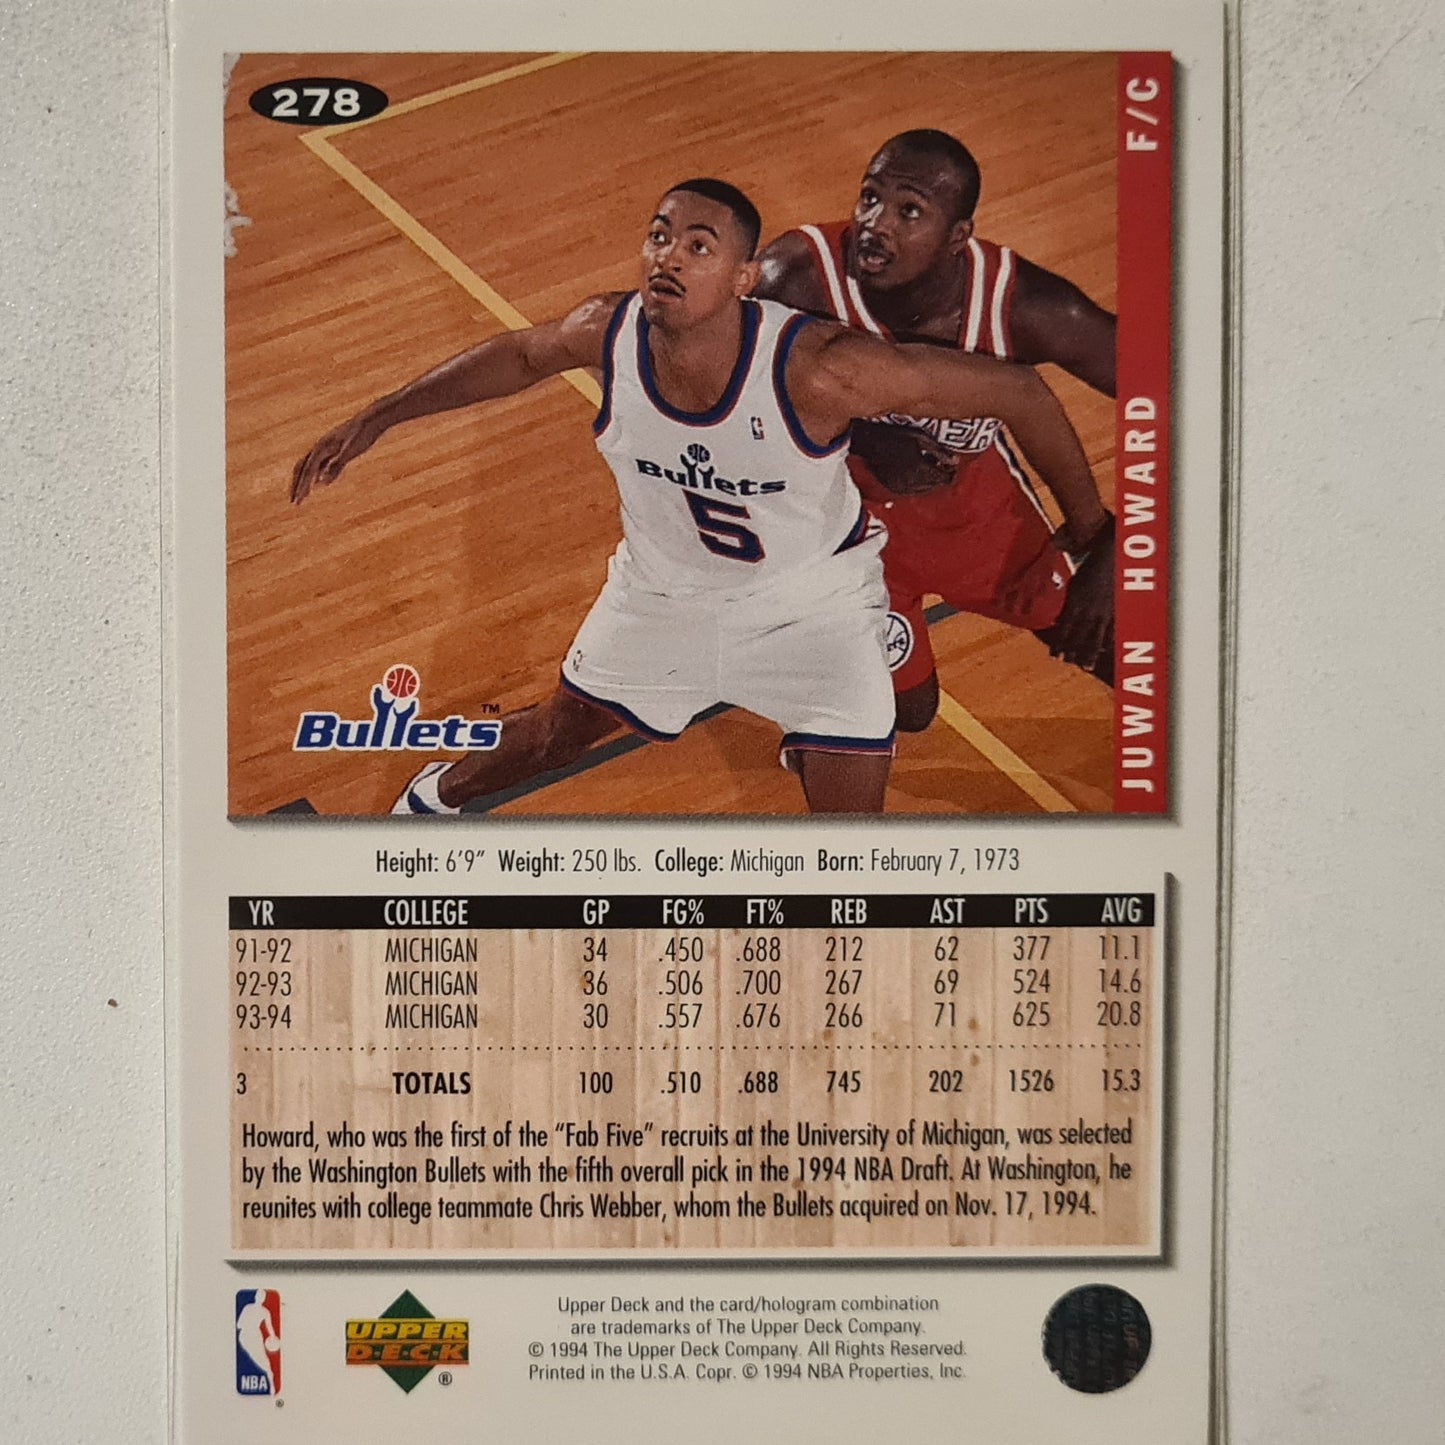 278
F/C
JUWAN HOWARD
Bullets
5
Bullets™
Height: 6'9" Weight: 250 lbs. College: Michigan Born: February 7, 1973
YR COLLEGE GP FG% FT% REB AST PTS AVG
91-92 MICHIGAN 34 .450 .688 212 62 377 11.1
92-93 MICHIGAN 36 .506 .700 267 69 524 14.6
93-94 MICHIGAN 30 .557 .676 266 71 625 20.8
3 TOTALS 100 .510 .688 745 202 1526 15.3
Howard, who was the first of the "Fab Five" recruits at the University of Michigan, was selected
by the Washington Bullets with the fifth overall pick in the 1994 NBA Draft. At Washington, he
reunites with college teammate Chris Webber, whom the Bullets acquired on Nov. 17, 1994.
NBA ®
UPPER
D·E·C·K ®
Upper Deck and the card/hologram combination
are trademarks of The Upper Deck Company.
© 1994 The Upper Deck Company. All Rights Reserved.
Printed in the U.S.A. Copr. © 1994 NBA Properties, Inc.